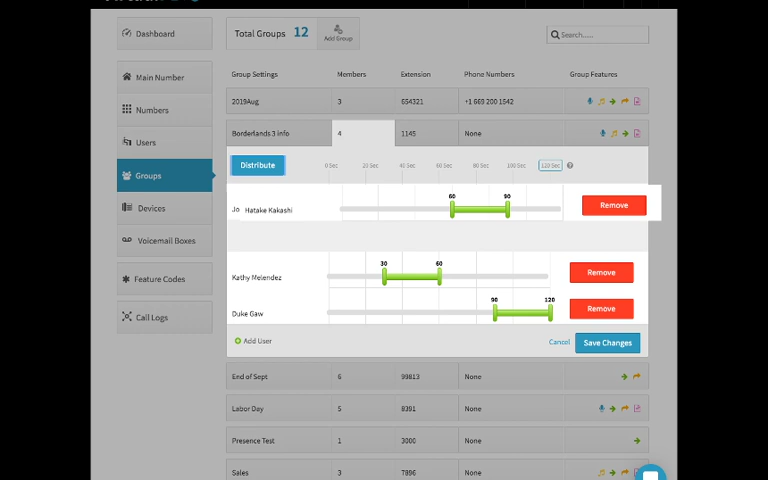 Dashboard
Total Groups 12
Add Group
Search......
Main Number
Numbers
Users
Groups
Devices
Voicemail Boxes
Feature Codes
Call Logs
Group Settings Members Extension Phone Numbers Group Features
2019Aug 3 654321 +1 669 200 1542
Borderlands 3 info 4 1145 None
Distribute 0 Sec 20 Sec 40 Sec 60 Sec 80 Sec 100 Sec 120 Sec
60 90
Jo Hatake Kakashi Remove
30 60
Kathy Melendez Remove
90 120
Duke Gaw Remove
Add User Cancel Save Changes
End of Sept 6 99813 None
Labor Day 5 8391 None
Presence Test 1 3000 None
Sales 3 7896 None